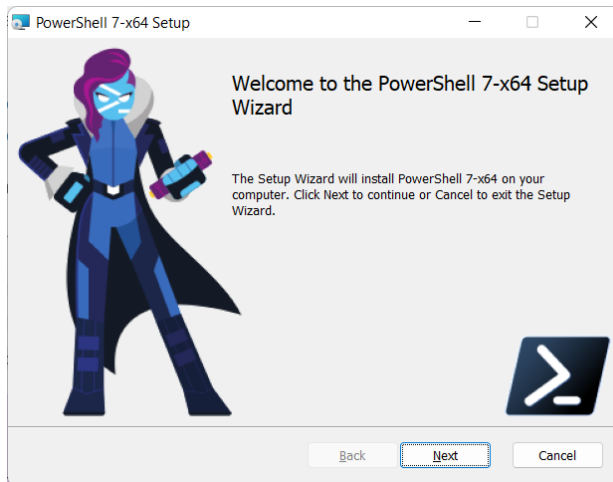 PowerShell 7-x64 Setup
Welcome to the PowerShell 7-x64 Setup
Wizard
The Setup Wizard will install PowerShell 7-x64 on your
computer. Click Next to continue or Cancel to exit the Setup
Wizard.
Back
Next
Cancel